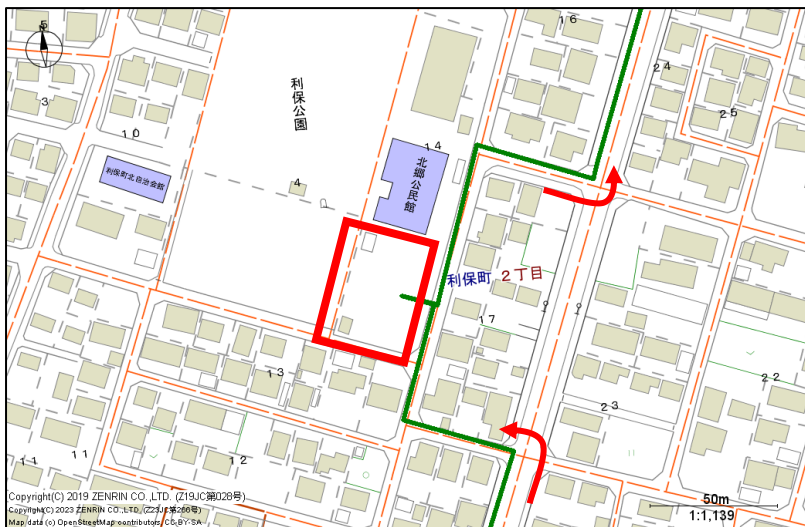 16
5
24
3
利保公園
25
10
14
北郷公民館
利保町北自治会館
4
利保町 2丁目
17
13
22
23
11
11
12
50m
1:1,139
Copyright(C) 2019 ZENRIN CO.,LTD. (Z19JC第028号)
Copyright(C) 2023 ZENRIN CO.,LTD. (Z23JC第266号)
Map data (c) OpenStreetMap contributors, CC-BY-SA